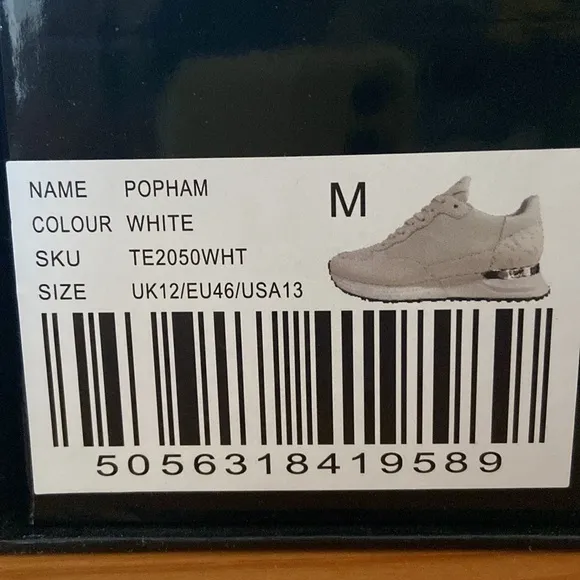 NAME POPHAM M
COLOUR WHITE
SKU TE2050WHT
SIZE UK12/EU46/USA13
5056318419589